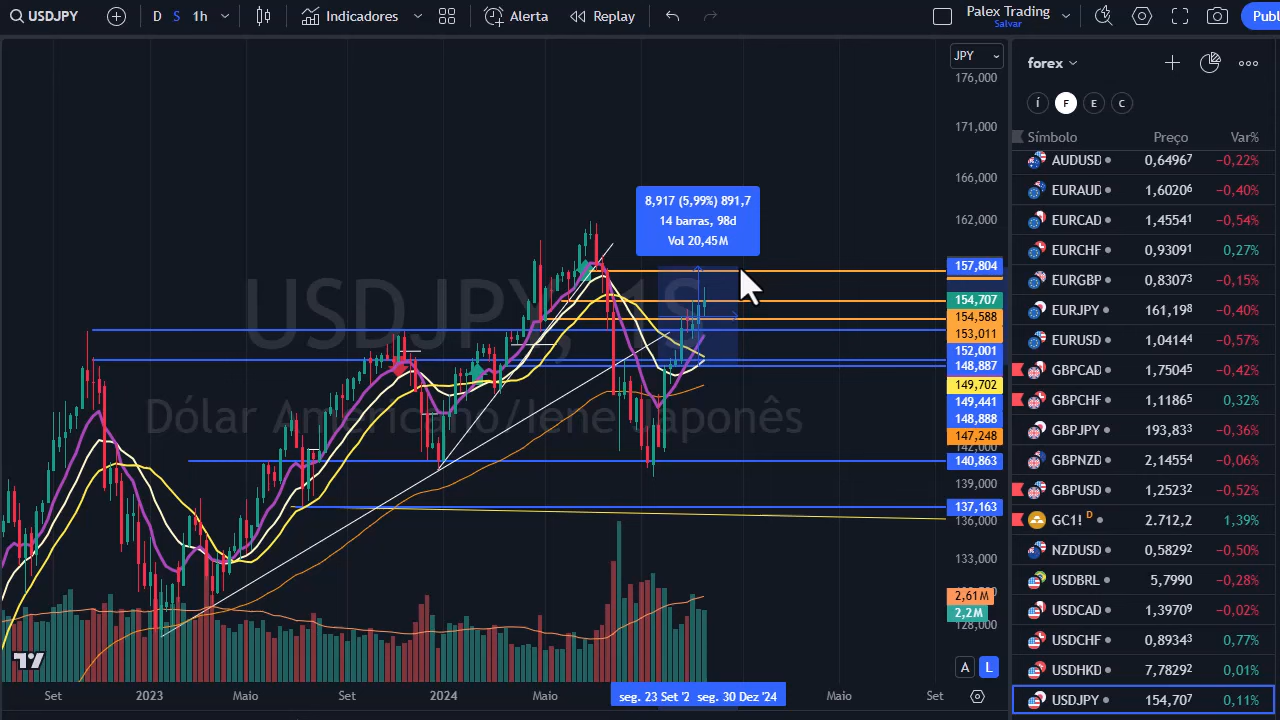 USDJPY
D S 1h
Indicadores
Alerta
Replay
Palex Trading
Salvar
Publ
JPY
176,000
171,000
166,000
162,000
157,804
154,707
154,588
153,011
152,001
148,887
149,702
149,441
148,888
147,248
142,000
140,863
139,000
137,163
136,000
133,000
2,61 M
2,2M
128,000
8,917 (5,99%) 891,7
14 barras, 98d
Vol 20,45 M
USDJPY, 1S
Dólar Americano/Iene Japonês
A L
Set 2023 Maio Set 2024 Maio seg. 23 Set '2 seg. 30 Dez '24 Maio Set
forex
Í F E C
Símbolo Preço Var%
AUDUSD 0,6496⁷ −0,22%
EURAUD 1,6020⁶ −0,40%
EURCAD 1,4554¹ −0,54%
EURCHF 0,9309¹ 0,27%
EURGBP 0,8307² −0,15%
EURJPY 161,19⁸ −0,40%
EURUSD 1,0414⁴ −0,57%
GBPCAD 1,7504⁵ −0,42%
GBPCHF 1,1186⁵ 0,32%
GBPJPY 193,83³ −0,36%
GBPNZD 2,1455⁴ −0,06%
GBPUSD 1,2523² −0,52%
GC1! D 2.712,2 1,39%
NZDUSD 0,5829² −0,50%
USDBRL 5,7990 −0,28%
USDCAD 1,3970⁹ −0,02%
USDCHF 0,8934³ 0,77%
USDHKD 7,7829² 0,01%
USDJPY 154,70⁷ 0,11%